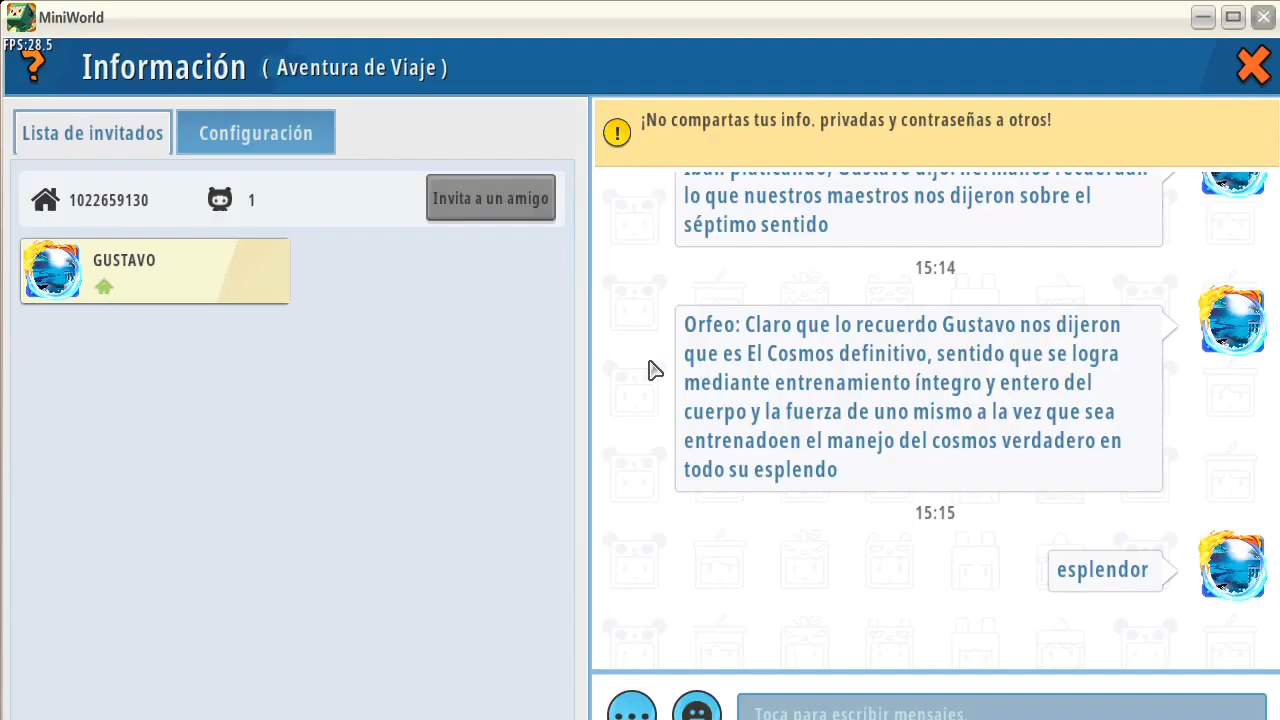 MiniWorld
FPS:28.5
Información ( Aventura de Viaje )
Lista de invitados
Configuración
1022659130
1
Invita a un amigo
GUSTAVO
¡No compartas tus info. privadas y contraseñas a otros!
lo que nuestros maestros nos dijeron sobre el
séptimo sentido
15:14
Orfeo: Claro que lo recuerdo Gustavo nos dijeron
que es El Cosmos definitivo, sentido que se logra
mediante entrenamiento íntegro y entero del
cuerpo y la fuerza de uno mismo a la vez que sea
entrenadoen el manejo del cosmos verdadero en
todo su esplendo
15:15
esplendor
Toca para escribir mensajes.